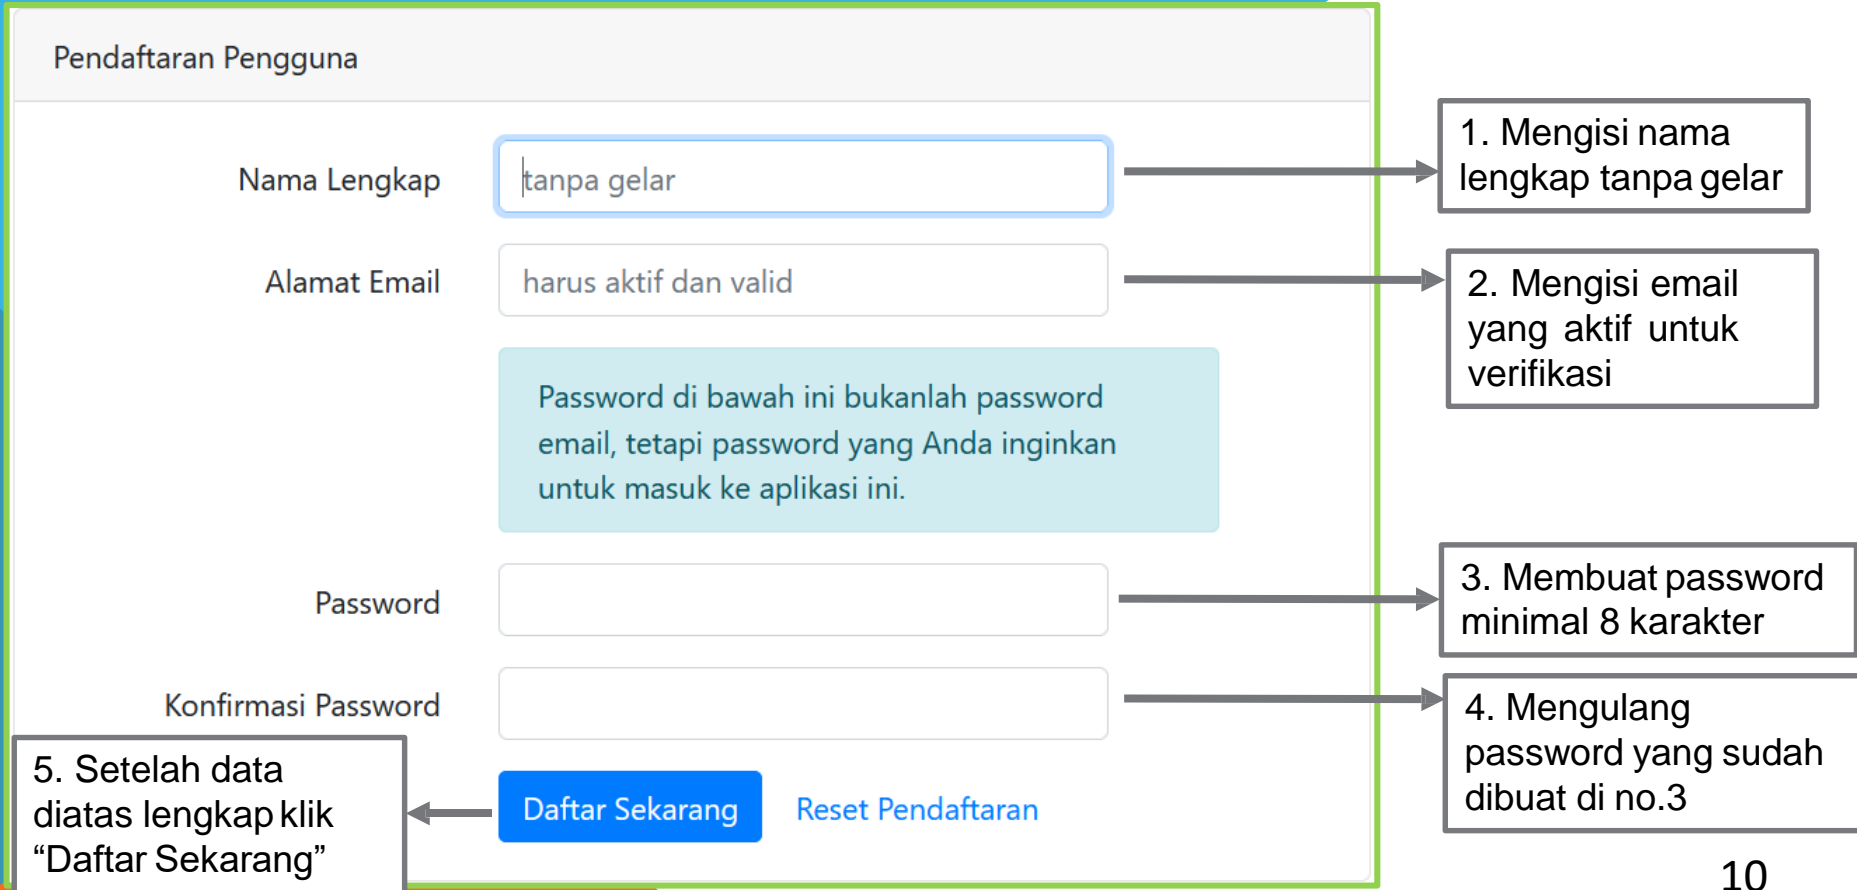 Pendaftaran Pengguna
Nama Lengkap
tanpa gelar
1. Mengisi nama
lengkap tanpa gelar
Alamat Email
harus aktif dan valid
2. Mengisi email
yang aktif untuk
verifikasi
Password di bawah ini bukanlah password
email, tetapi password yang Anda inginkan
untuk masuk ke aplikasi ini.
Password
3. Membuat password
minimal 8 karakter
Konfirmasi Password
4. Mengulang
password yang sudah
dibuat di no.3
5. Setelah data
diatas lengkap klik
“Daftar Sekarang”
Daftar Sekarang
Reset Pendaftaran
10